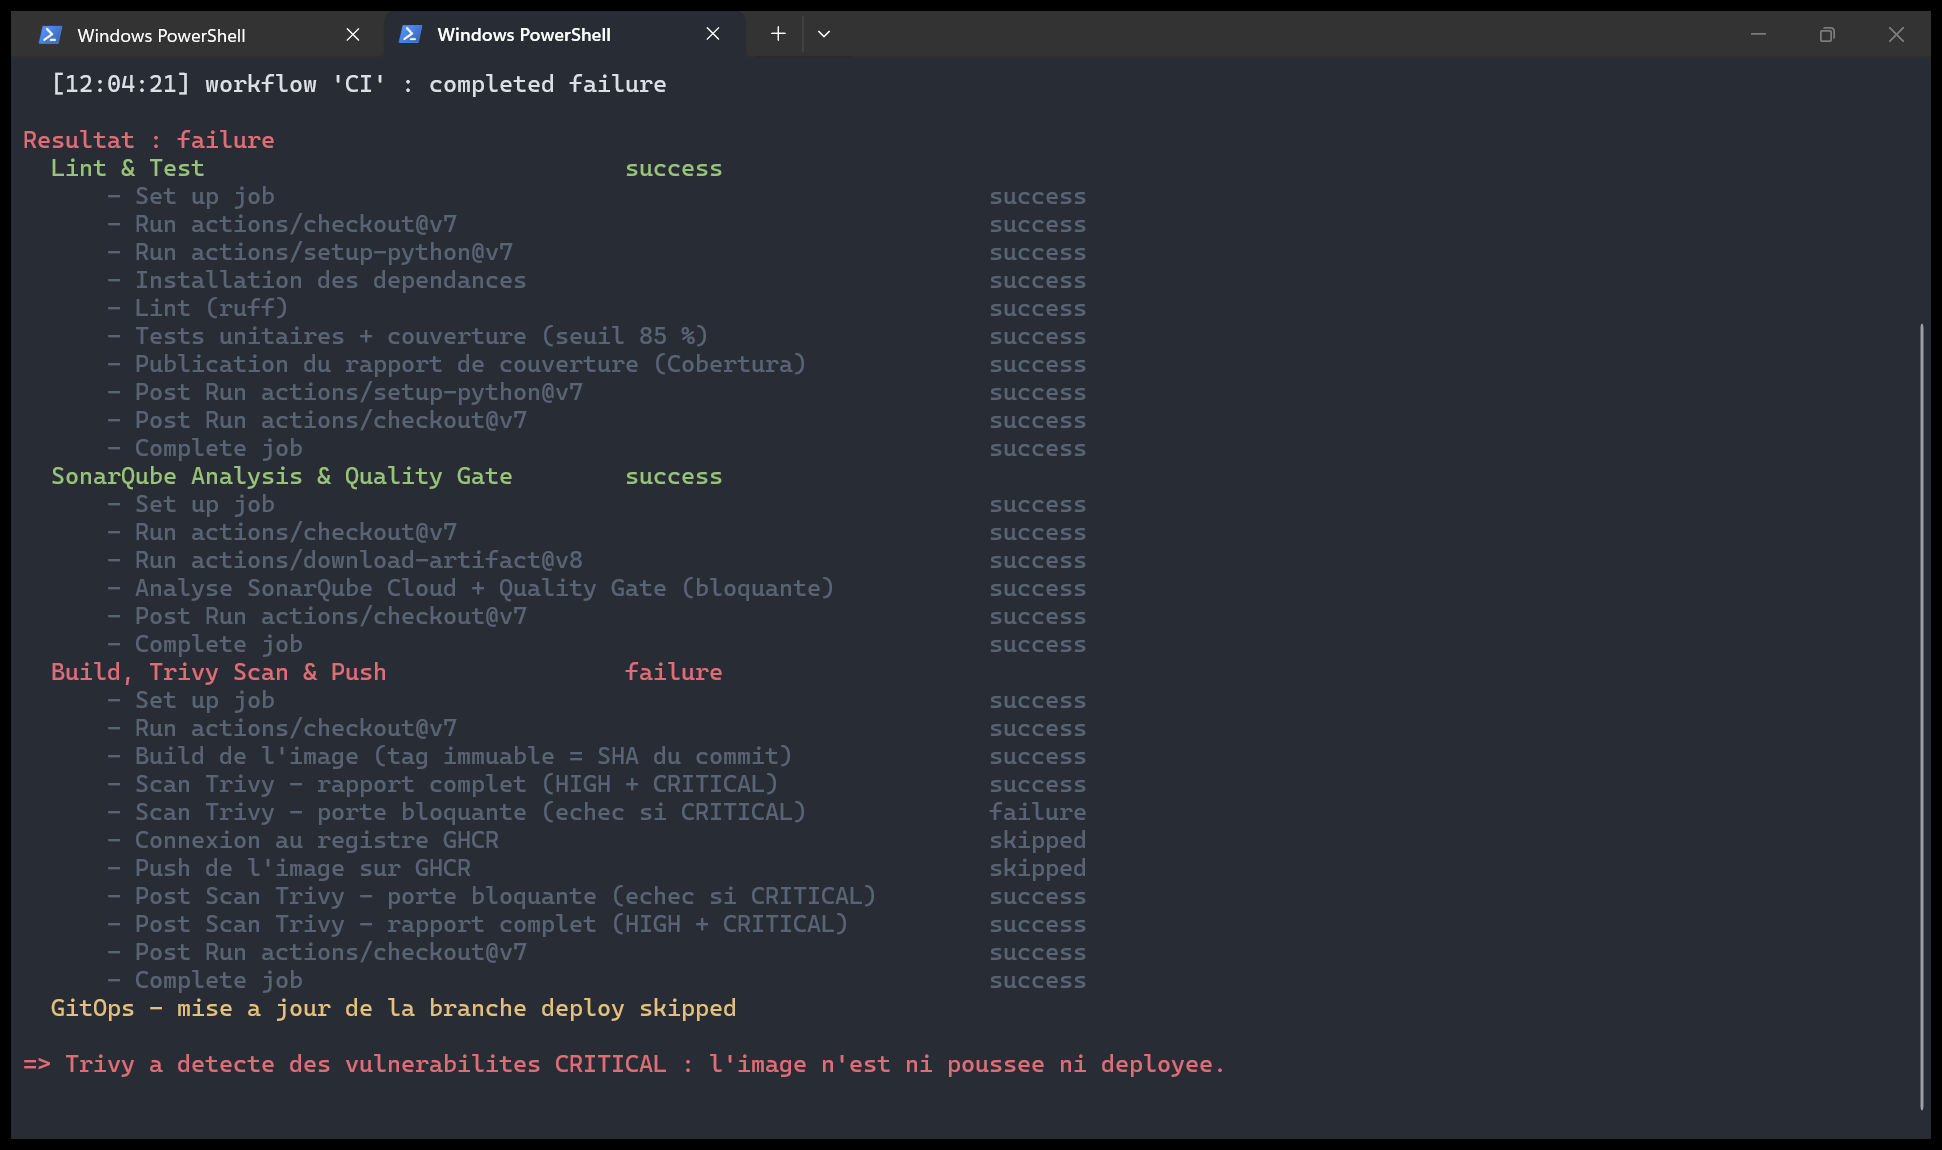 Windows PowerShell
Windows PowerShell
[12:04:21] workflow 'CI' : completed failure
Resultat : failure
Lint & Test success
- Set up job success
- Run actions/checkout@v7 success
- Run actions/setup-python@v7 success
- Installation des dependances success
- Lint (ruff) success
- Tests unitaires + couverture (seuil 85 %) success
- Publication du rapport de couverture (Cobertura) success
- Post Run actions/setup-python@v7 success
- Post Run actions/checkout@v7 success
- Complete job success
SonarQube Analysis & Quality Gate success
- Set up job success
- Run actions/checkout@v7 success
- Run actions/download-artifact@v8 success
- Analyse SonarQube Cloud + Quality Gate (bloquante) success
- Post Run actions/checkout@v7 success
- Complete job success
Build, Trivy Scan & Push failure
- Set up job success
- Run actions/checkout@v7 success
- Build de l'image (tag immuable = SHA du commit) success
- Scan Trivy - rapport complet (HIGH + CRITICAL) success
- Scan Trivy - porte bloquante (echec si CRITICAL) failure
- Connexion au registre GHCR skipped
- Push de l'image sur GHCR skipped
- Post Scan Trivy - porte bloquante (echec si CRITICAL) success
- Post Scan Trivy - rapport complet (HIGH + CRITICAL) success
- Post Run actions/checkout@v7 success
- Complete job success
GitOps - mise a jour de la branche deploy skipped
=> Trivy a detecte des vulnerabilites CRITICAL : l'image n'est ni poussee ni deployee.